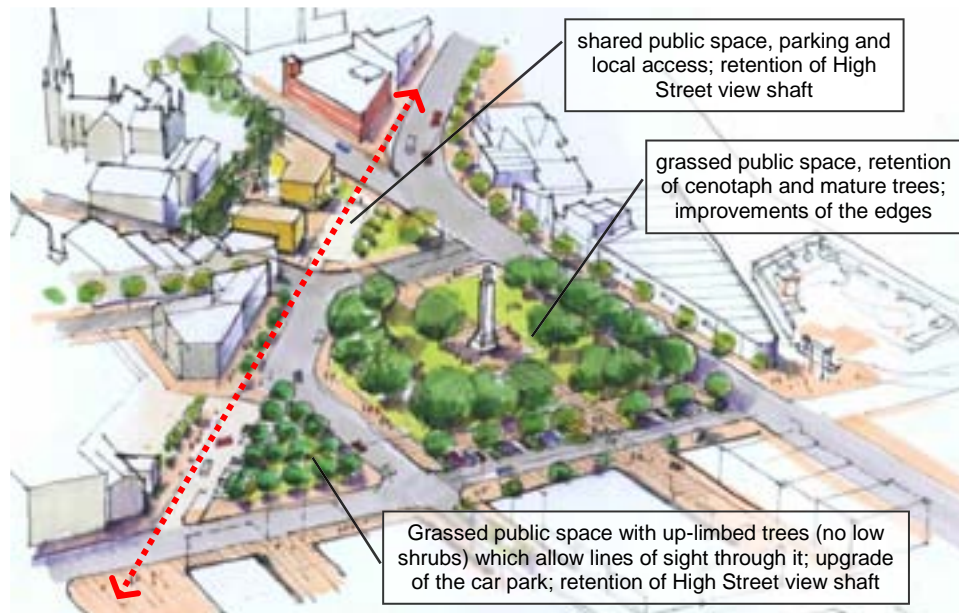 shared public space, parking and
local access; retention of High
Street view shaft
grassed public space, retention
of cenotaph and mature trees;
improvements of the edges
Grassed public space with up-limbed trees (no low
shrubs) which allow lines of sight through it; upgrade
of the car park; retention of High Street view shaft